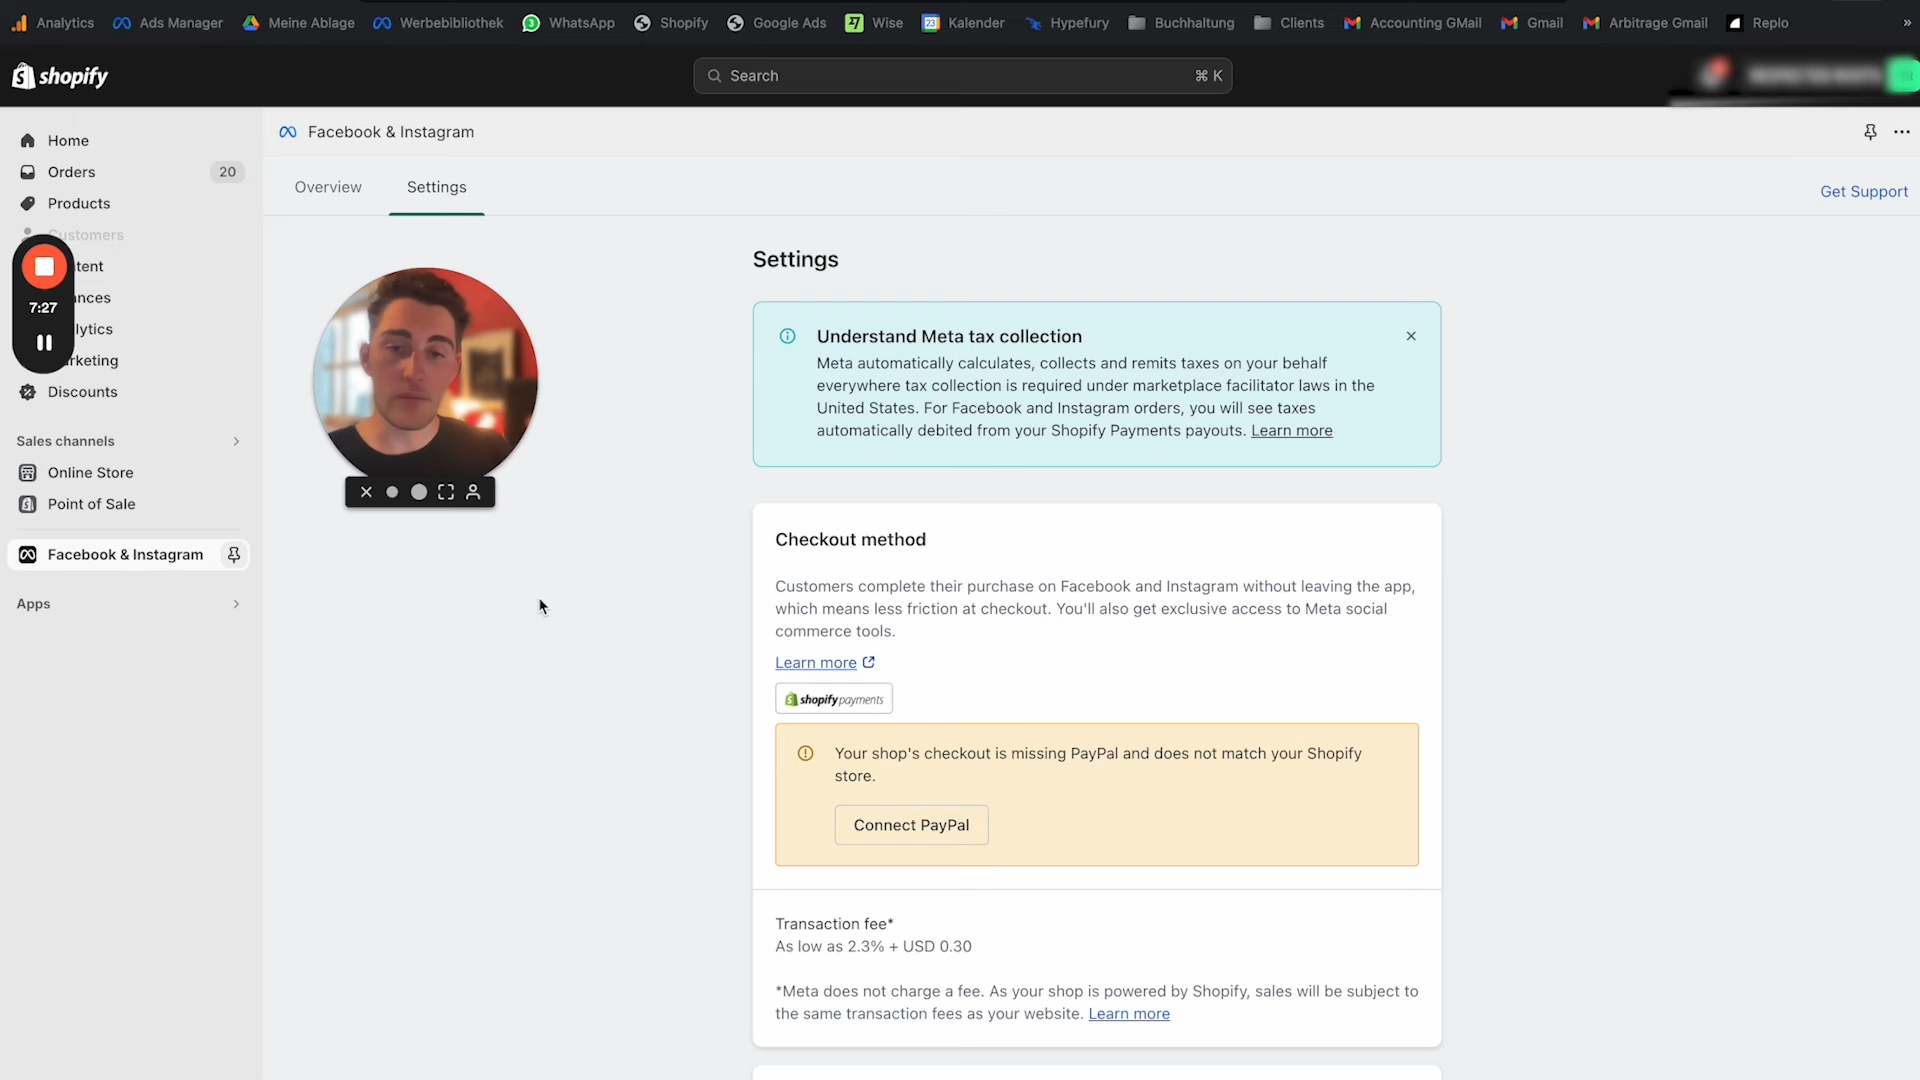 Analytics
Ads Manager
Meine Ablage
Werbebibliothek
WhatsApp
Shopify
Google Ads
Wise
23
Kalender
Hypefury
Buchhaltung
Clients
Accounting GMail
Gmail
Arbitrage Gmail
Replo
»
shopify
Search
⌘ K
Home
Orders
20
Products
Customers
tent
nces
lytics
rketing
Discounts
7:27
Sales channels
Online Store
Point of Sale
Facebook & Instagram
Apps
Facebook & Instagram
Overview
Settings
Get Support
Settings
Understand Meta tax collection
Meta automatically calculates, collects and remits taxes on your behalf
everywhere tax collection is required under marketplace facilitator laws in the
United States. For Facebook and Instagram orders, you will see taxes
automatically debited from your Shopify Payments payouts. Learn more
Checkout method
Customers complete their purchase on Facebook and Instagram without leaving the app,
which means less friction at checkout. You'll also get exclusive access to Meta social
commerce tools.
Learn more
shopify payments
Your shop's checkout is missing PayPal and does not match your Shopify
store.
Connect PayPal
Transaction fee*
As low as 2.3% + USD 0.30
*Meta does not charge a fee. As your shop is powered by Shopify, sales will be subject to
the same transaction fees as your website. Learn more